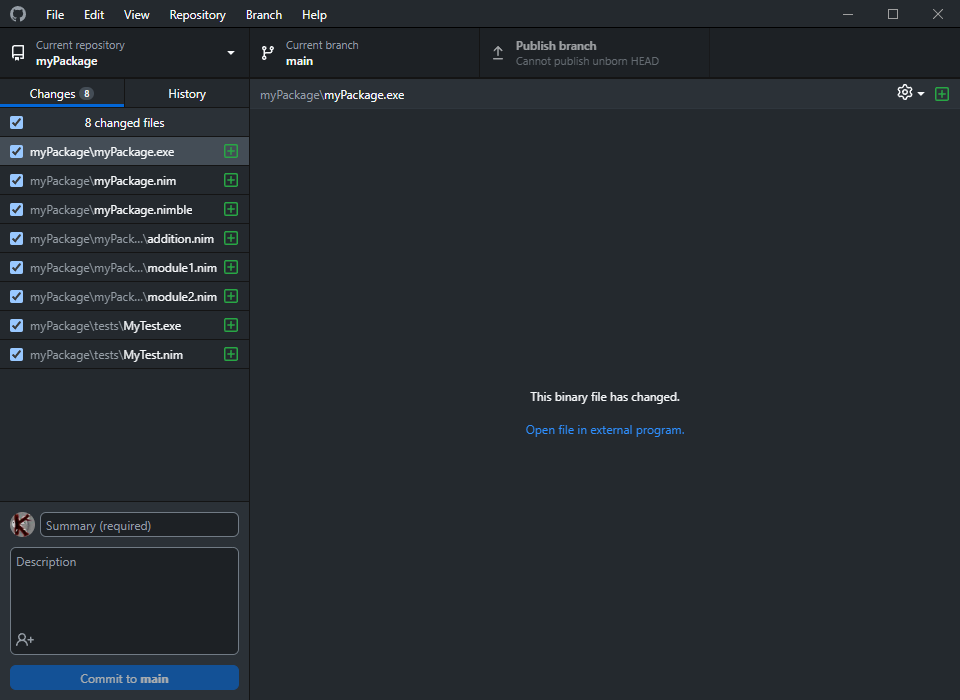 File Edit View Repository Branch Help
Current repository
myPackage
Current branch
main
Publish branch
Cannot publish unborn HEAD
Changes 8
History
8 changed files
myPackage\myPackage.exe
myPackage\myPackage.nim
myPackage\myPackage.nimble
myPackage\myPack...\addition.nim
myPackage\myPack...\module1.nim
myPackage\myPack...\module2.nim
myPackage\tests\MyTest.exe
myPackage\tests\MyTest.nim
Summary (required)
Description
Commit to main
myPackage\myPackage.exe
This binary file has changed.
Open file in external program.